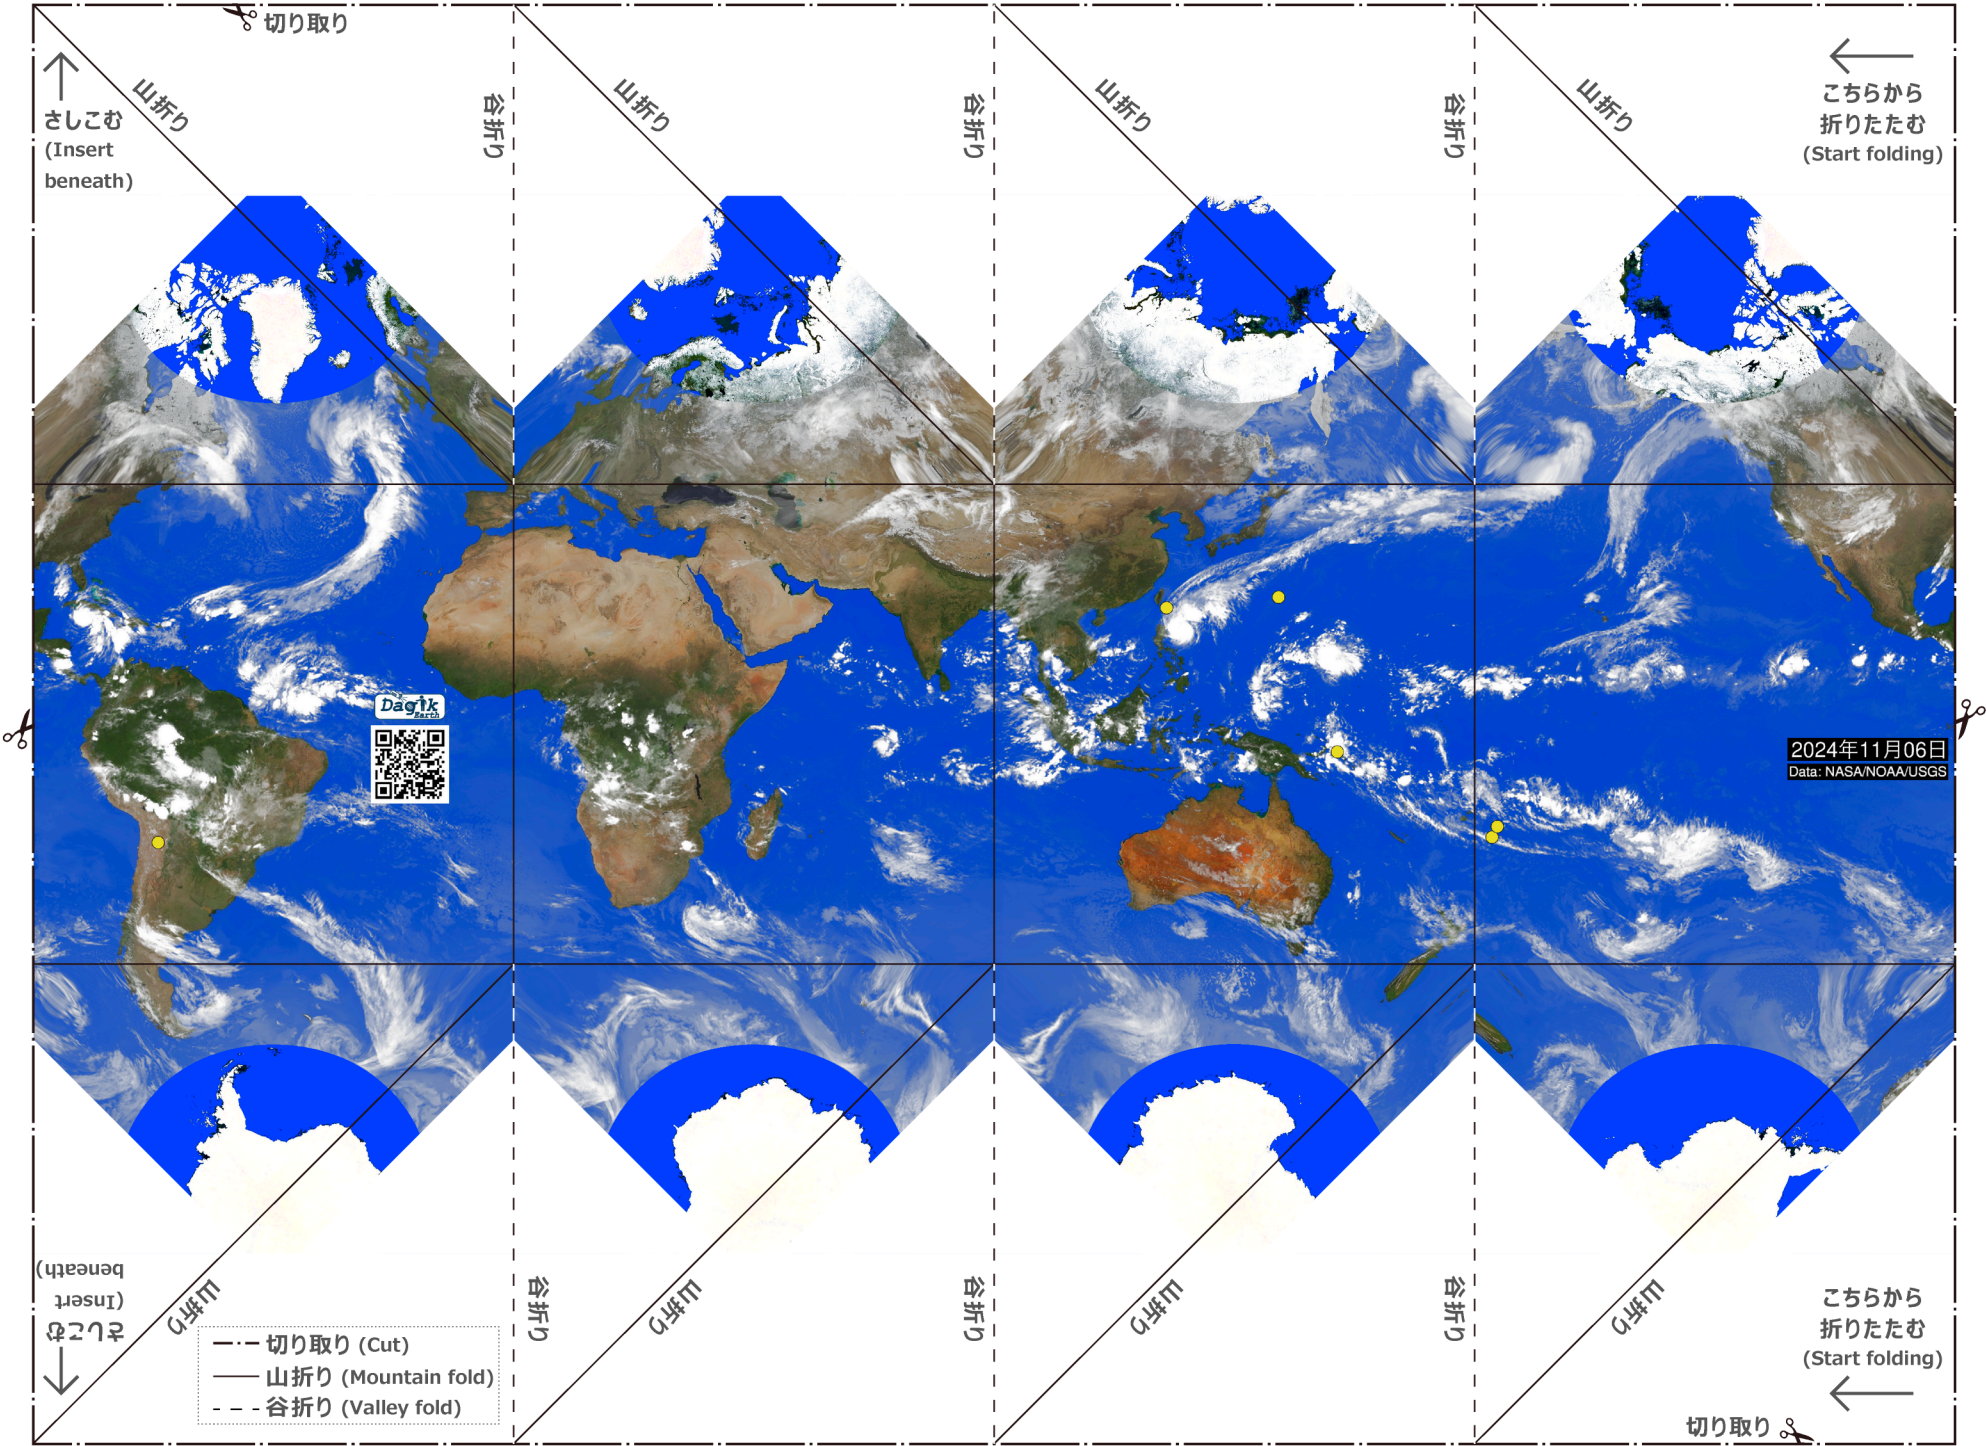 切り取り
さしこむ
(Insert
beneath)
山折り
谷折り
山折り
谷折り
山折り
谷折り
山折り
こちらから
折りたたむ
(Start folding)
Dagik
Earth
2024年11月06日
Data: NASA/NOAA/USGS
さしこむ
(Insert
beneath)
山折り
谷折り
山折り
谷折り
山折り
谷折り
山折り
こちらから
折りたたむ
(Start folding)
切り取り (Cut)
山折り (Mountain fold)
谷折り (Valley fold)
切り取り